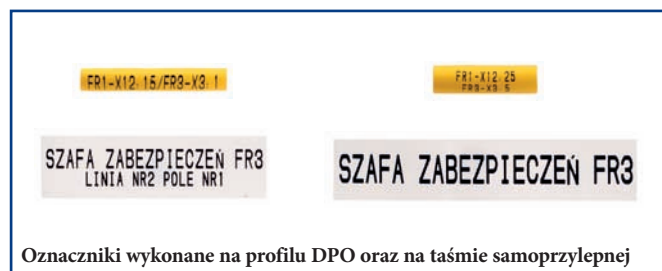 FR1-X12:15/FR3-X3:1
FR1-X12:25
FR3-X3:5
SZAFA ZABEZPIECZEŃ FR3
LINIA NR2 POLE NR1
SZAFA ZABEZPIECZEŃ FR3
Oznaczniki wykonane na profilu DPO oraz na taśmie samoprzylepnej